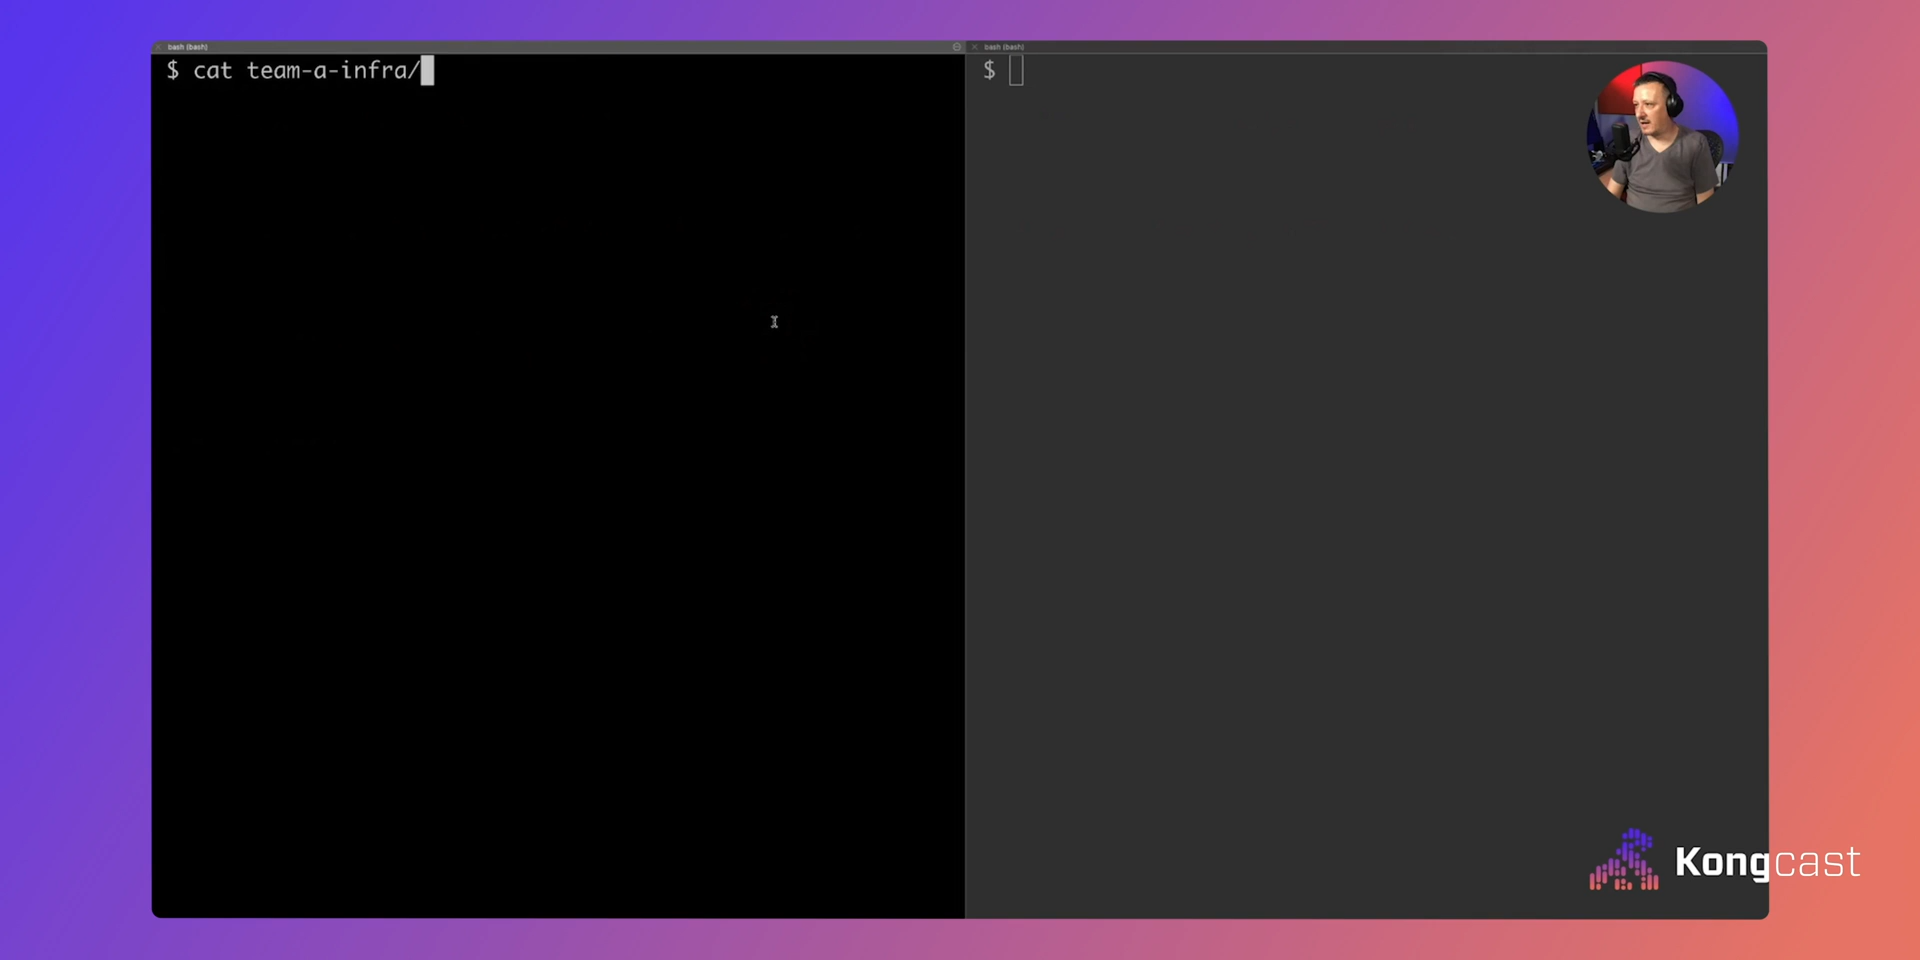 bash (bash)
bash (bash)
$ cat team-a-infra/
$
Kongcast